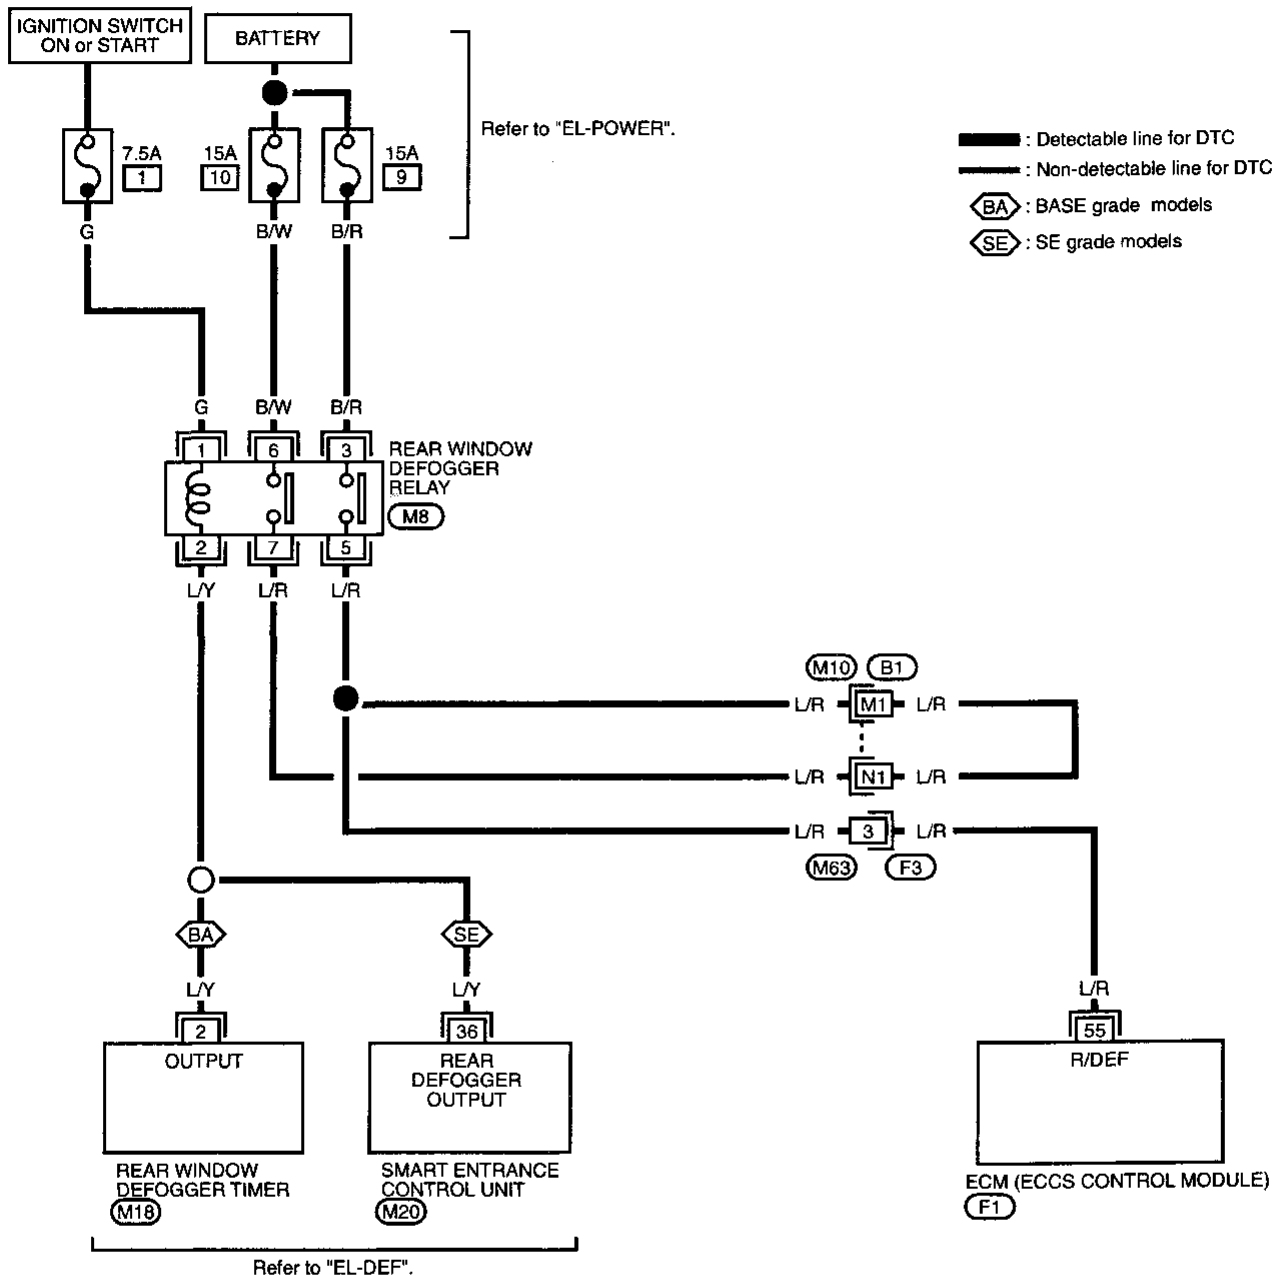 IGNITION SWITCH
ON or START
BATTERY
Refer to "EL-POWER".
7.5A
1
15A
10
15A
9
: Detectable line for DTC
: Non-detectable line for DTC
BA : BASE grade models
SE : SE grade models
G
B/W
B/R
G
B/W
B/R
1
6
3
REAR WINDOW
DEFOGGER
RELAY
M8
2
7
5
L/Y
L/R
L/R
M10
B1
L/R
M1
L/R
L/R
N1
L/R
L/R
3
L/R
M63
F3
BA
SE
L/Y
L/Y
L/R
2
36
55
OUTPUT
REAR
DEFOGGER
OUTPUT
R/DEF
REAR WINDOW
DEFOGGER TIMER
M18
SMART ENTRANCE
CONTROL UNIT
M20
ECM (ECCS CONTROL MODULE)
F1
Refer to "EL-DEF".